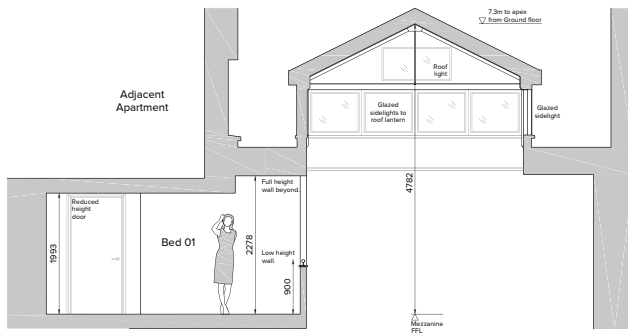 7.3m to apex
from Ground floor
Adjacent
Apartment
Roof
light
Glazed
sidelights to
roof lantern
Glazed
sidelight
4782
Full height
wall beyond.
Reduced
height
door
1993
Bed 01
2278
Low height
wall.
900
Mezzanine
FFL